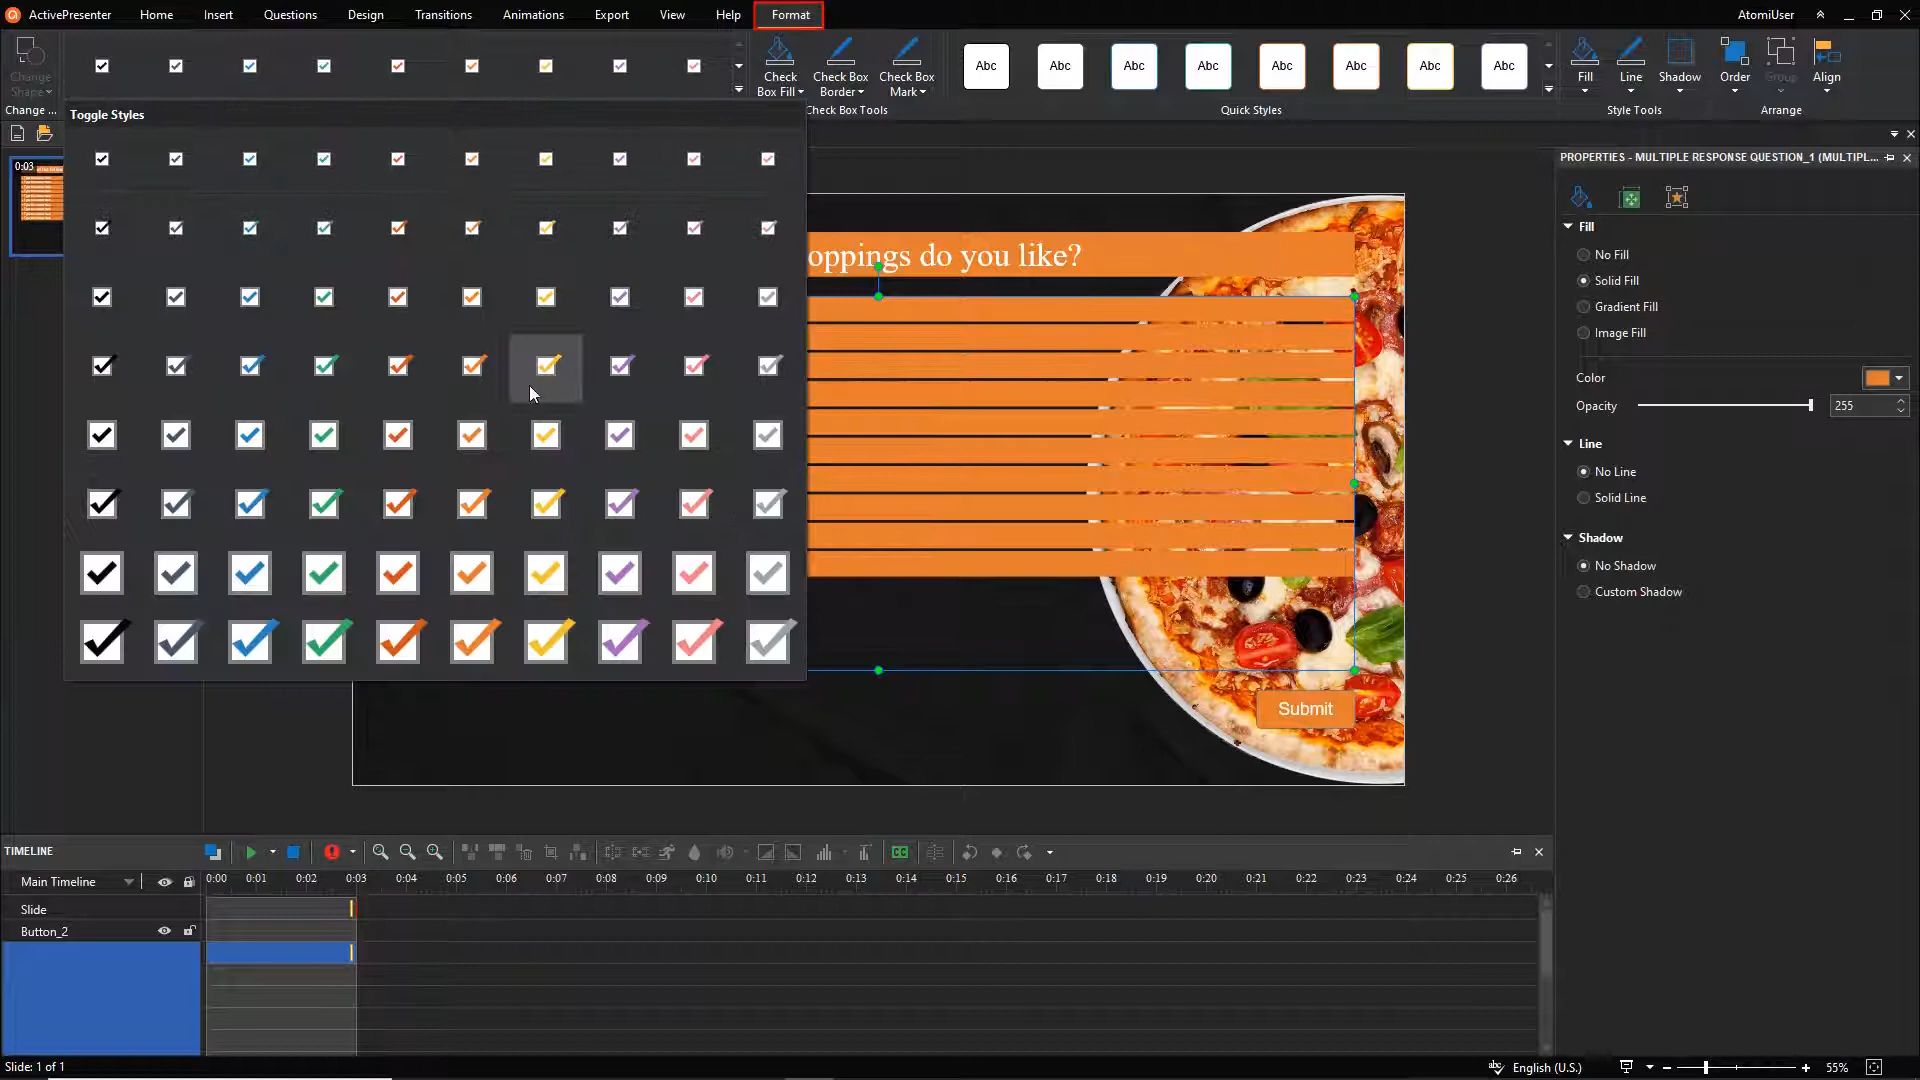 ActivePresenter Home Insert Questions Design Transitions Animations Export View Help Format AtomiUser
Change Shape
Change ...
Check Box Fill
Check Box Border
Check Box Mark
Check Box Tools
Abc Abc Abc Abc Abc Abc Abc Abc
Quick Styles
Fill Line Shadow
Style Tools
Order Group Align
Arrange
Toggle Styles
0:03
oppings do you like?
Submit
PROPERTIES - MULTIPLE RESPONSE QUESTION_1 (MULTIPL...
Fill
No Fill
Solid Fill
Gradient Fill
Image Fill
Color
Opacity 255
Line
No Line
Solid Line
Shadow
No Shadow
Custom Shadow
TIMELINE
CC
Main Timeline
0:00 0:01 0:02 0:03 0:04 0:05 0:06 0:07 0:08 0:09 0:10 0:11 0:12 0:13 0:14 0:15 0:16 0:17 0:18 0:19 0:20 0:21 0:22 0:23 0:24 0:25 0:26
Slide
Button_2
Slide: 1 of 1
abc English (U.S.) 55%